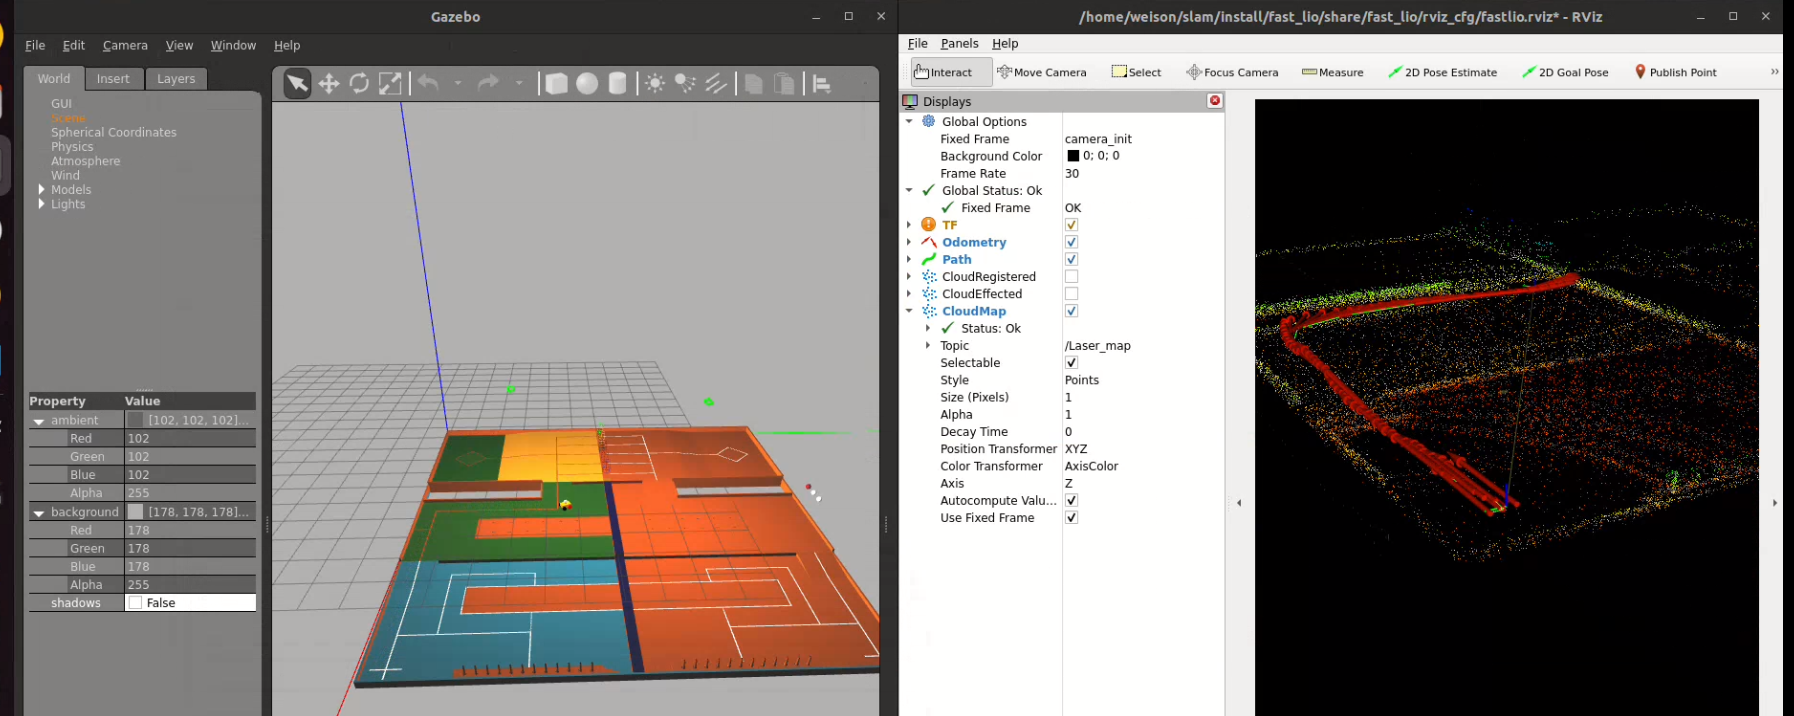 Gazebo
File Edit Camera View Window Help
World Insert Layers
GUI
Scene
Spherical Coordinates
Physics
Atmosphere
Wind
Models
Lights
Property Value
ambient [102, 102, 102]...
Red 102
Green 102
Blue 102
Alpha 255
background [178, 178, 178]...
Red 178
Green 178
Blue 178
Alpha 255
shadows False
/home/weison/slam/install/fast_lio/share/fast_lio/rviz_cfg/fastlio.rviz* - RViz
File Panels Help
Interact Move Camera Select Focus Camera Measure 2D Pose Estimate 2D Goal Pose Publish Point »
Displays
Global Options
Fixed Frame camera_init
Background Color 0; 0; 0
Frame Rate 30
Global Status: Ok
Fixed Frame OK
TF
Odometry
Path
CloudRegistered
CloudEffected
CloudMap
Status: Ok
Topic /Laser_map
Selectable
Style Points
Size (Pixels) 1
Alpha 1
Decay Time 0
Position Transformer XYZ
Color Transformer AxisColor
Axis Z
Autocompute Valu...
Use Fixed Frame